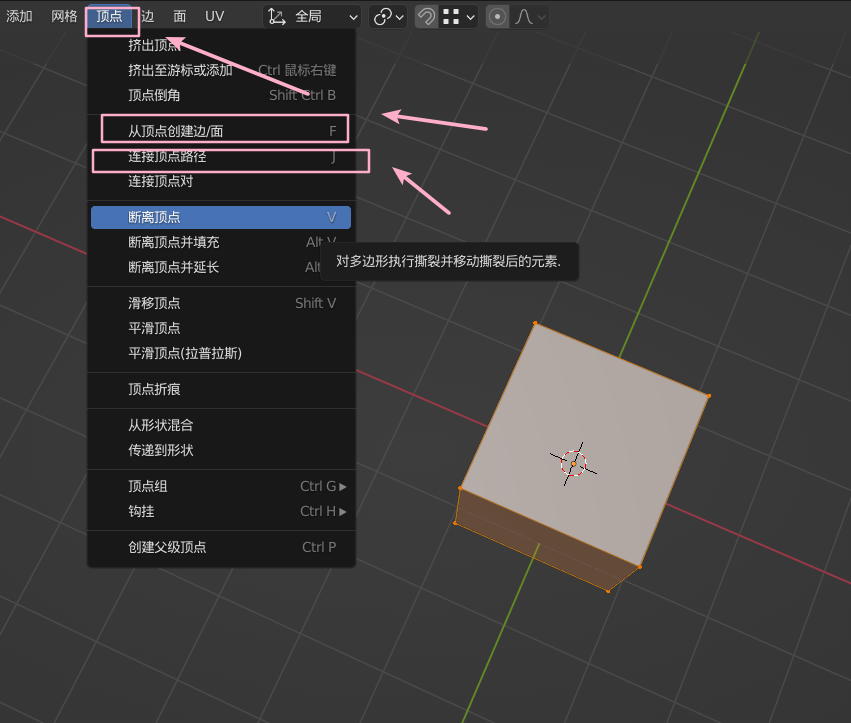 添加 网格 顶点 边 面 UV 全局
挤出顶点
挤出至游标或添加 Ctrl 鼠标右键
顶点倒角 Shift Ctrl B
从顶点创建边/面 F
连接顶点路径 J
连接顶点对
断离顶点 V
断离顶点并填充 Alt V
断离顶点并延长 Alt
对多边形执行撕裂并移动撕裂后的元素.
滑移顶点 Shift V
平滑顶点
平滑顶点(拉普拉斯)
顶点折痕
从形状混合
传递到形状
顶点组 Ctrl G
钩挂 Ctrl H
创建父级顶点 Ctrl P